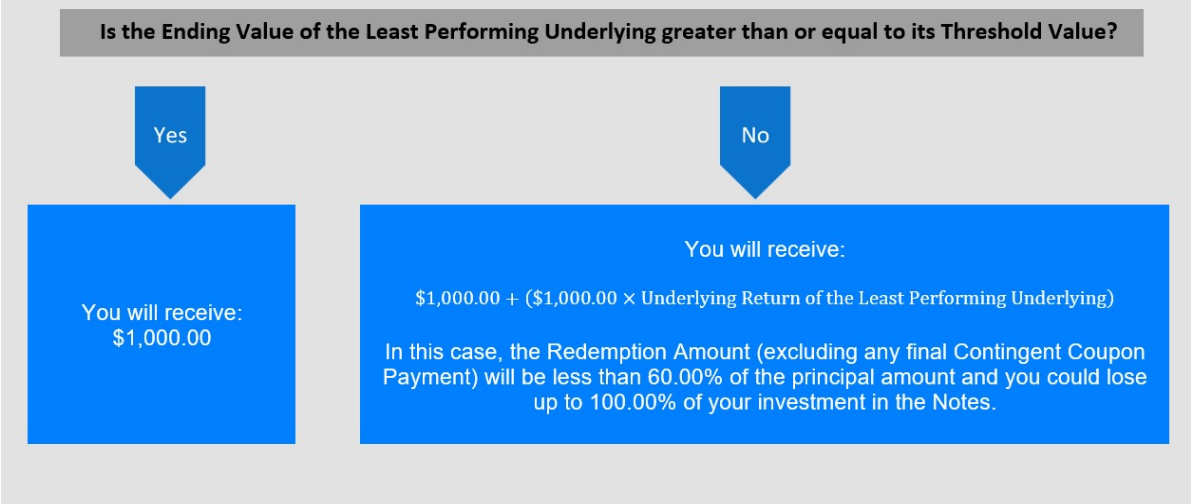 Is the Ending Value of the Least Performing Underlying greater than or equal to its Threshold Value?
Yes
No
You will receive:
$1,000.00
You will receive:
$1,000.00 + ($1,000.00 × Underlying Return of the Least Performing Underlying)
In this case, the Redemption Amount (excluding any final Contingent Coupon
Payment) will be less than 60.00% of the principal amount and you could lose
up to 100.00% of your investment in the Notes.